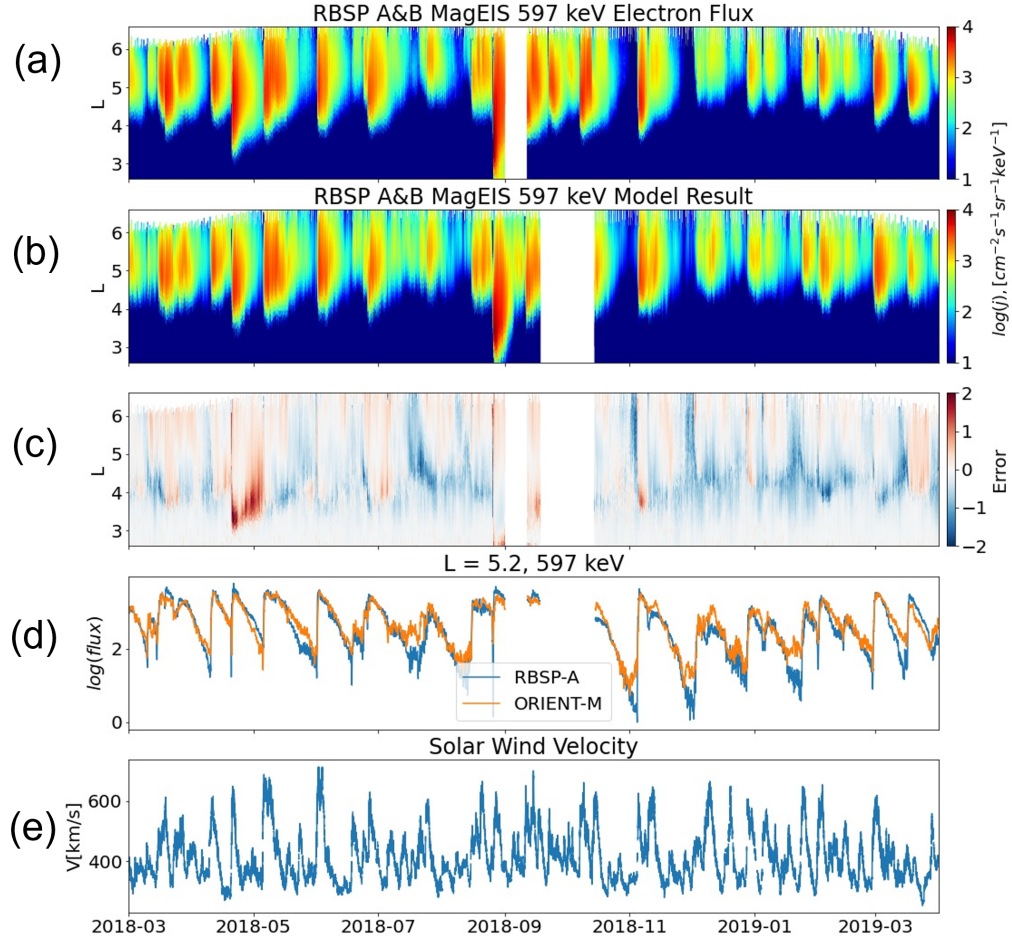 RBSP A&B MagEIS 597 keV Electron Flux
(a)
L
6
5
4
3
4
3
2
1
RBSP A&B MagEIS 597 keV Model Result
(b)
L
6
5
4
3
4
3
2
1
log(j), [cm⁻²s⁻¹sr⁻¹keV⁻¹]
(c)
L
6
5
4
3
2
1
0
−1
−2
Error
L = 5.2, 597 keV
(d)
log(flux)
2
0
RBSP-A
ORIENT-M
Solar Wind Velocity
(e)
V[km/s]
600
400
2018-03 2018-05 2018-07 2018-09 2018-11 2019-01 2019-03